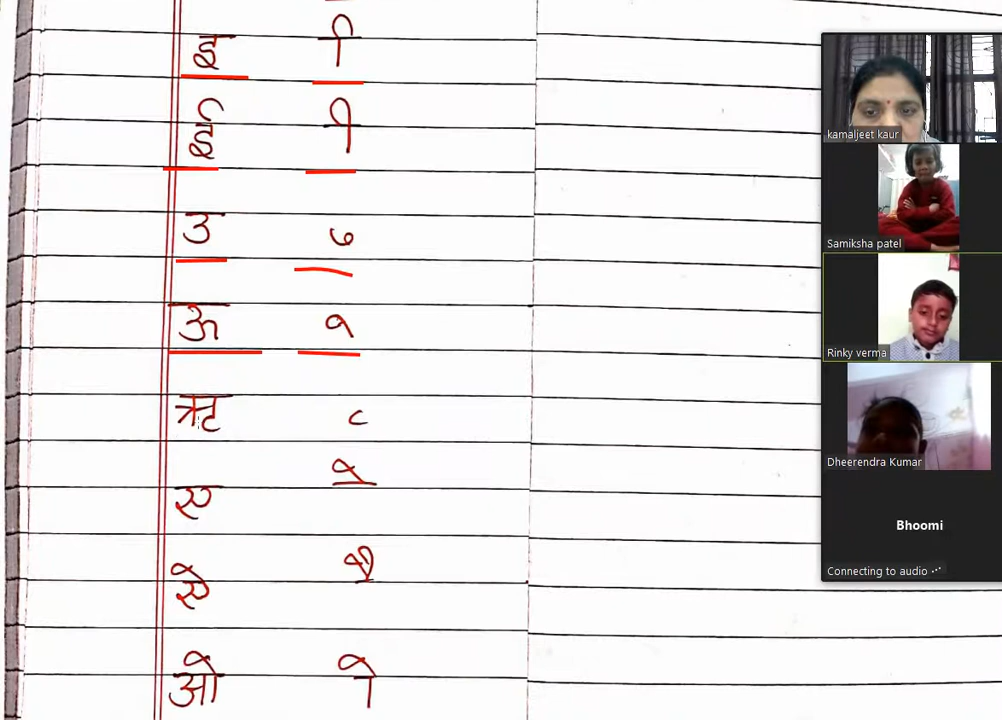 इ ि
ई ी
उ ु
ऊ ू
ऋ ृ
ए े
ऐ ै
ओ ो
kamaljeet kaur
Samiksha patel
Rinky verma
Dheerendra Kumar
Bhoomi
Connecting to audio ···